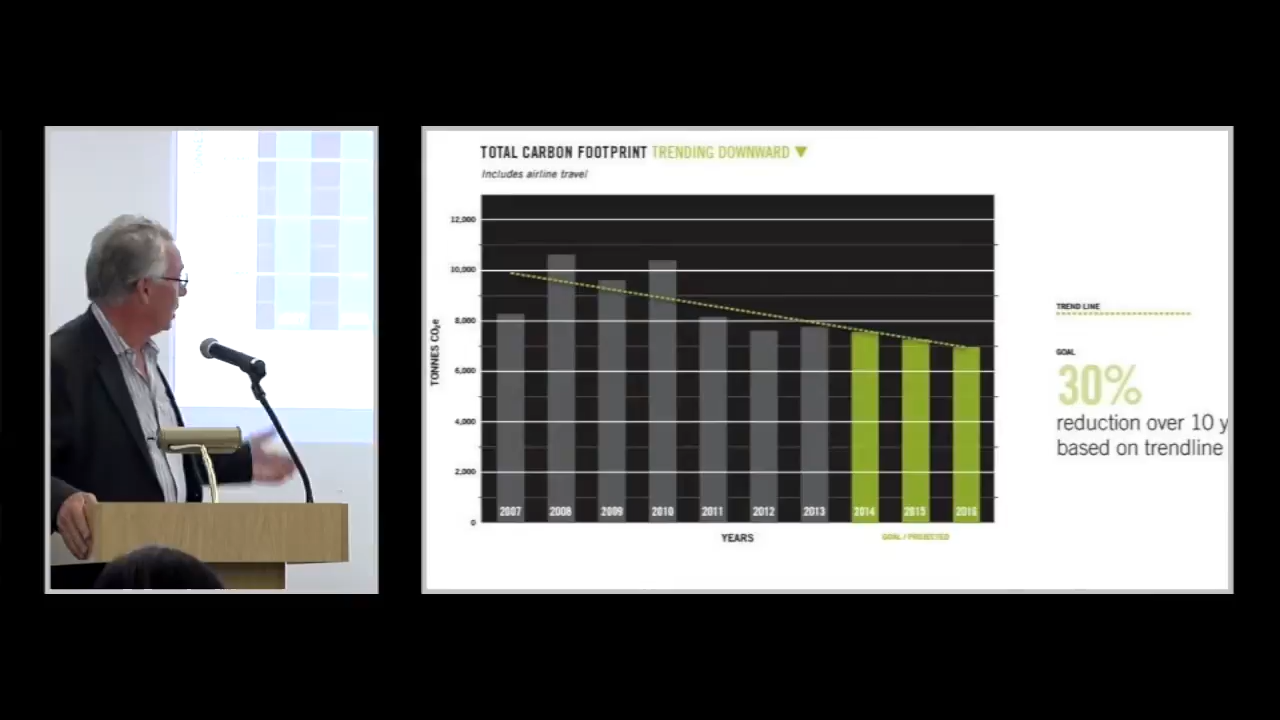 TOTAL CARBON FOOTPRINT TRENDING DOWNWARD
Includes airline travel
12,000
10,000
8,000
6,000
4,000
2,000
0
TONNES CO₂e
2007 2008 2009 2010 2011 2012 2013 2014 2015 2016
YEARS
GOAL / PROJECTED
TREND LINE
GOAL
30%
reduction over 10 y
based on trendline